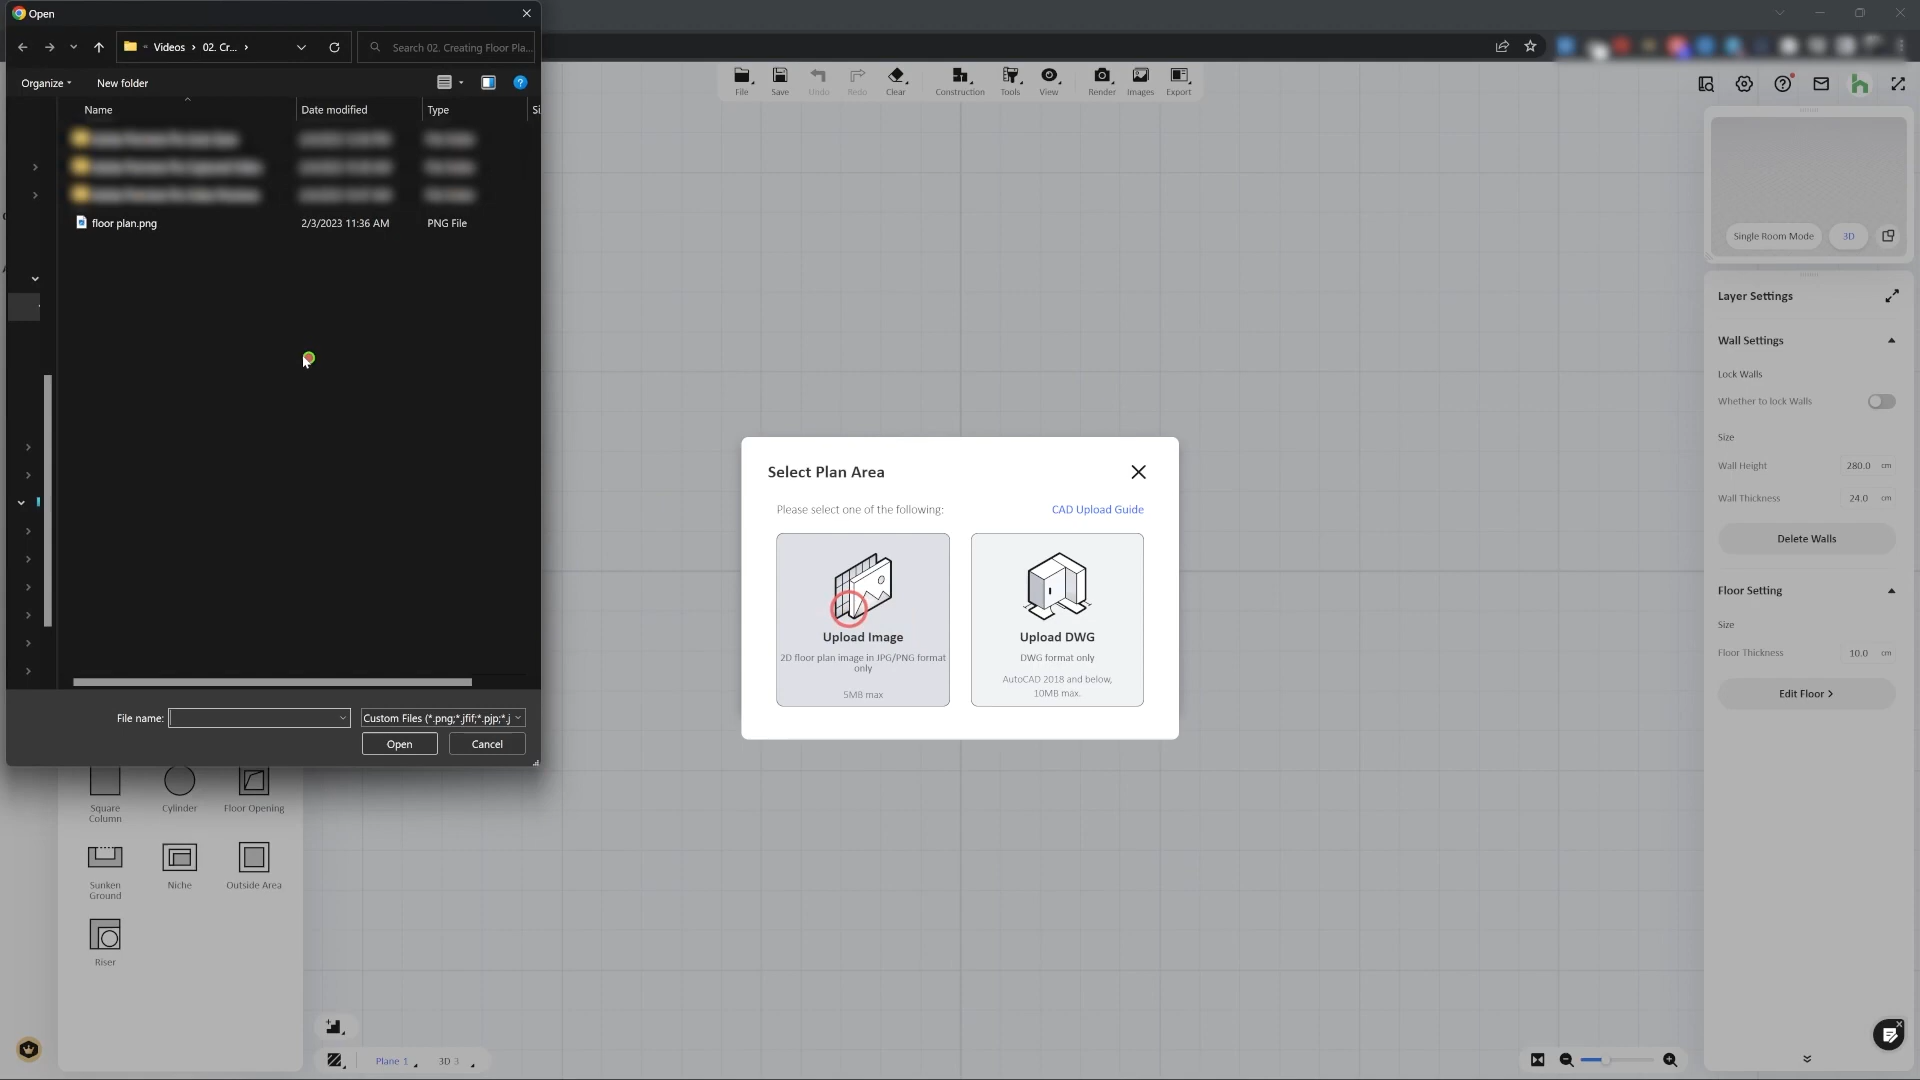 Open
Videos > 02. Cr... >
Search 02. Creating Floor Pla...
Organize
New folder
Name
Date modified
Type
Si
floor plan.png
2/3/2023 11:36 AM
PNG File
File name:
Custom Files (*.png;*.jfif;*.pjp;*.j
Open
Cancel
File
Save
Undo
Redo
Clear
Construction
Tools
View
Render
Images
Export
Select Plan Area
Please select one of the following:
CAD Upload Guide
Upload Image
2D floor plan image in JPG/PNG format
only
5MB max
Upload DWG
DWG format only
AutoCAD 2018 and below,
10MB max.
Single Room Mode
3D
Layer Settings
Wall Settings
Lock Walls
Whether to lock Walls
Size
Wall Height
280.0 cm
Wall Thickness
24.0 cm
Delete Walls
Floor Setting
Size
Floor Thickness
10.0 cm
Edit Floor >
Square
Column
Cylinder
Floor Opening
Sunken
Ground
Niche
Outside Area
Riser
Plane 1
3D 3